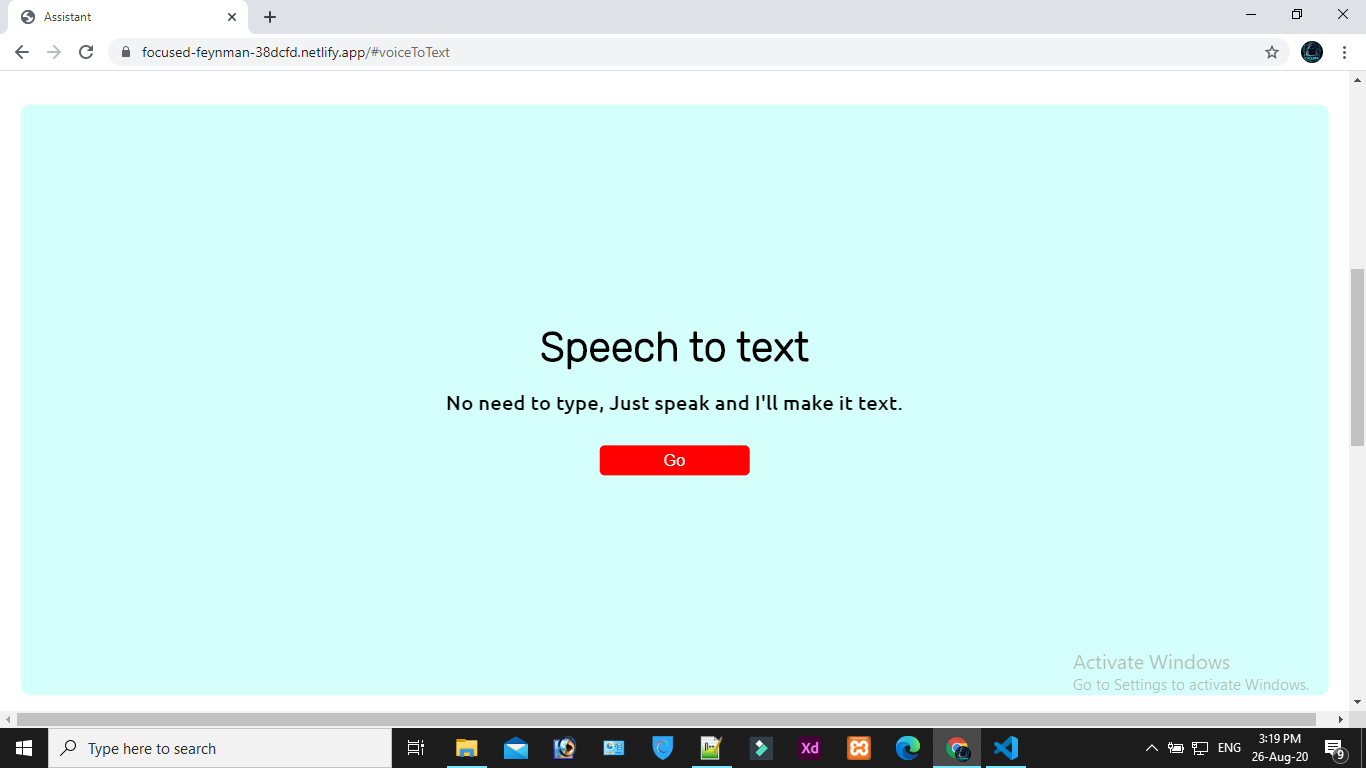 Assistant
focused-feynman-38dcfd.netlify.app/#voiceToText
Speech to text
No need to type, Just speak and I'll make it text.
Go
Activate Windows
Go to Settings to activate Windows.
Type here to search
Xd
ENG
3:19 PM
26-Aug-20
9